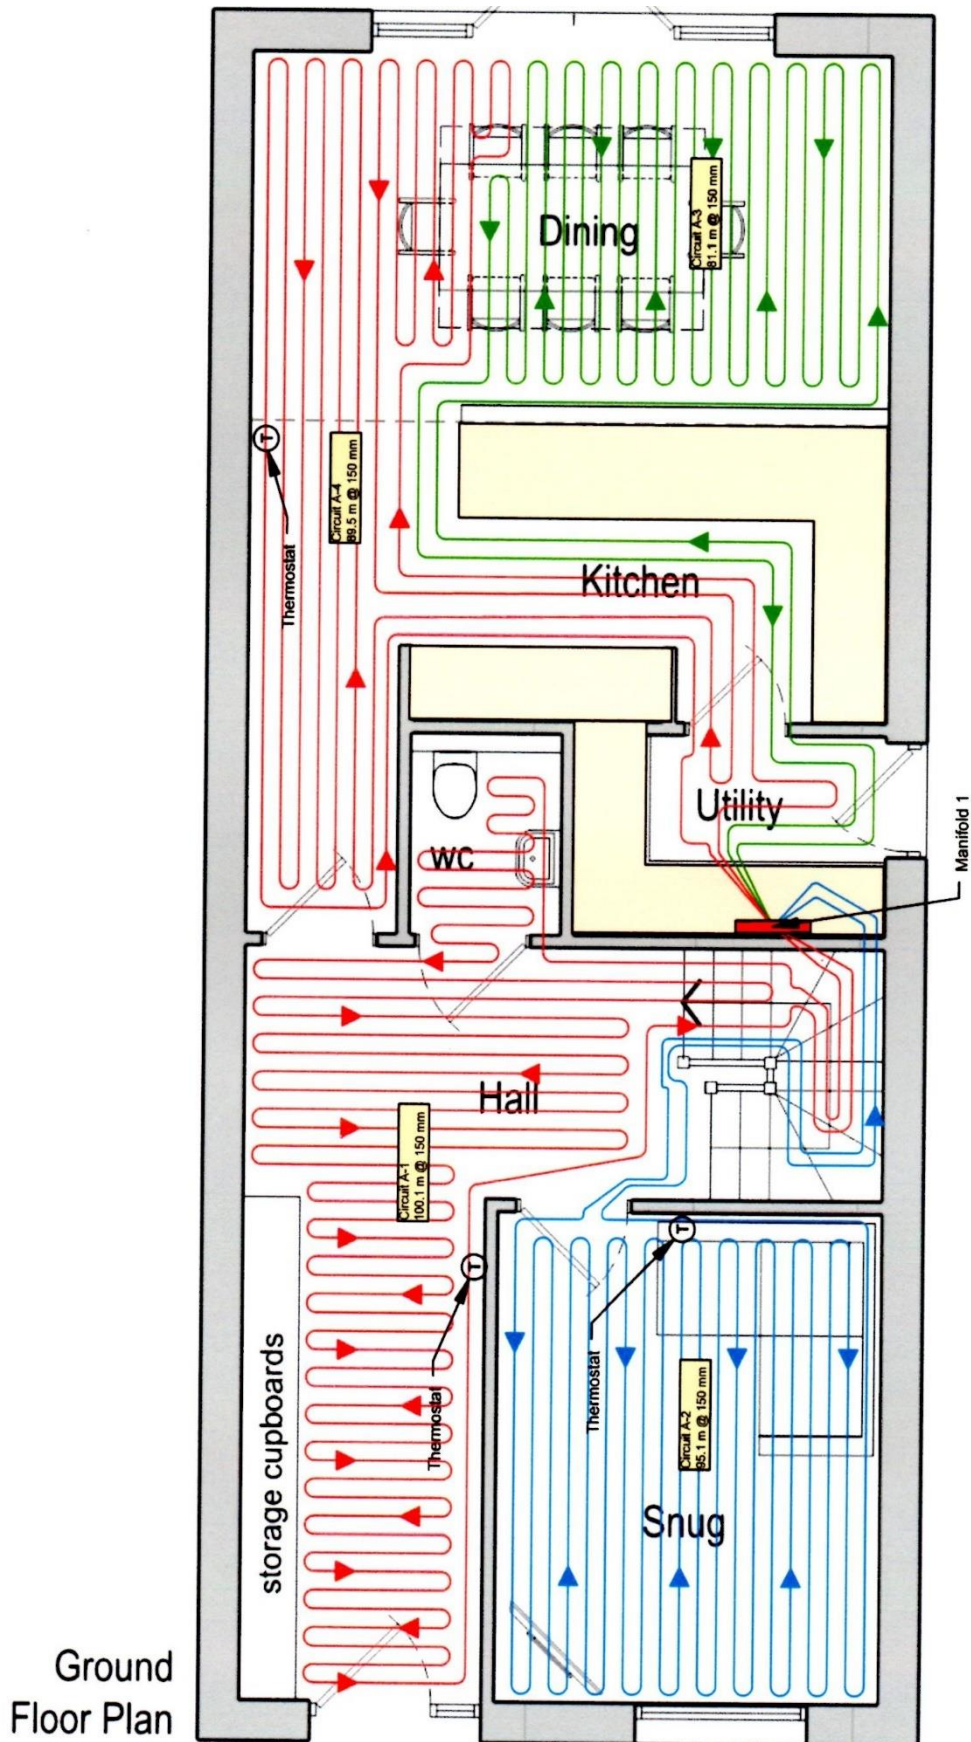 Circuit A-3
81.1 m @ 150 mm
Dining
T
Circuit A-4
89.5 m @ 150 mm
Thermostat
Kitchen
Utility
Manifold 1
wc
Hall
Circuit A-1
100.1 m @ 150 mm
T
T
Thermostat
Thermostat
storage cupboards
Circuit A-2
95.1 m @ 150 mm
Snug
Ground
Floor Plan